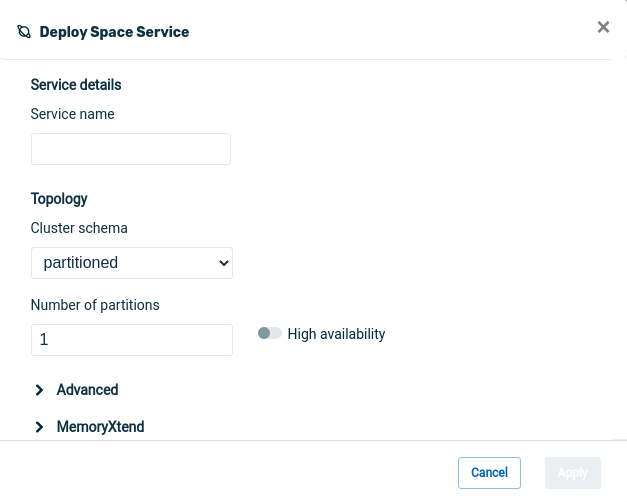 Deploy Space Service
Service details
Service name
Topology
Cluster schema
partitioned
Number of partitions
1
High availability
Advanced
MemoryXtend
Cancel
Apply